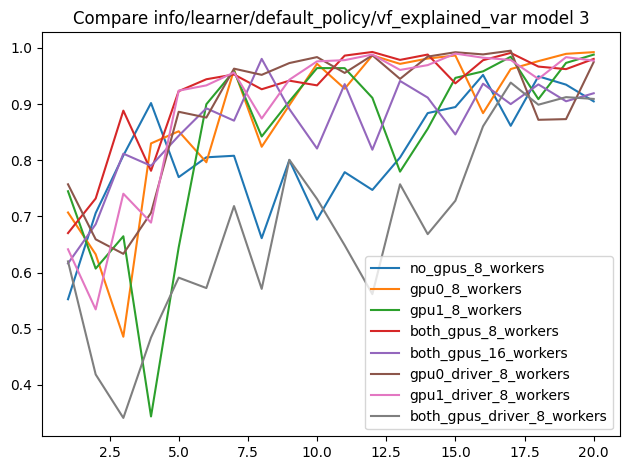 Compare info/learner/default_policy/vf_explained_var model 3
1.0
0.9
0.8
0.7
0.6
0.5
0.4
no_gpus_8_workers
gpu0_8_workers
gpu1_8_workers
both_gpus_8_workers
both_gpus_16_workers
gpu0_driver_8_workers
gpu1_driver_8_workers
both_gpus_driver_8_workers
2.5 5.0 7.5 10.0 12.5 15.0 17.5 20.0